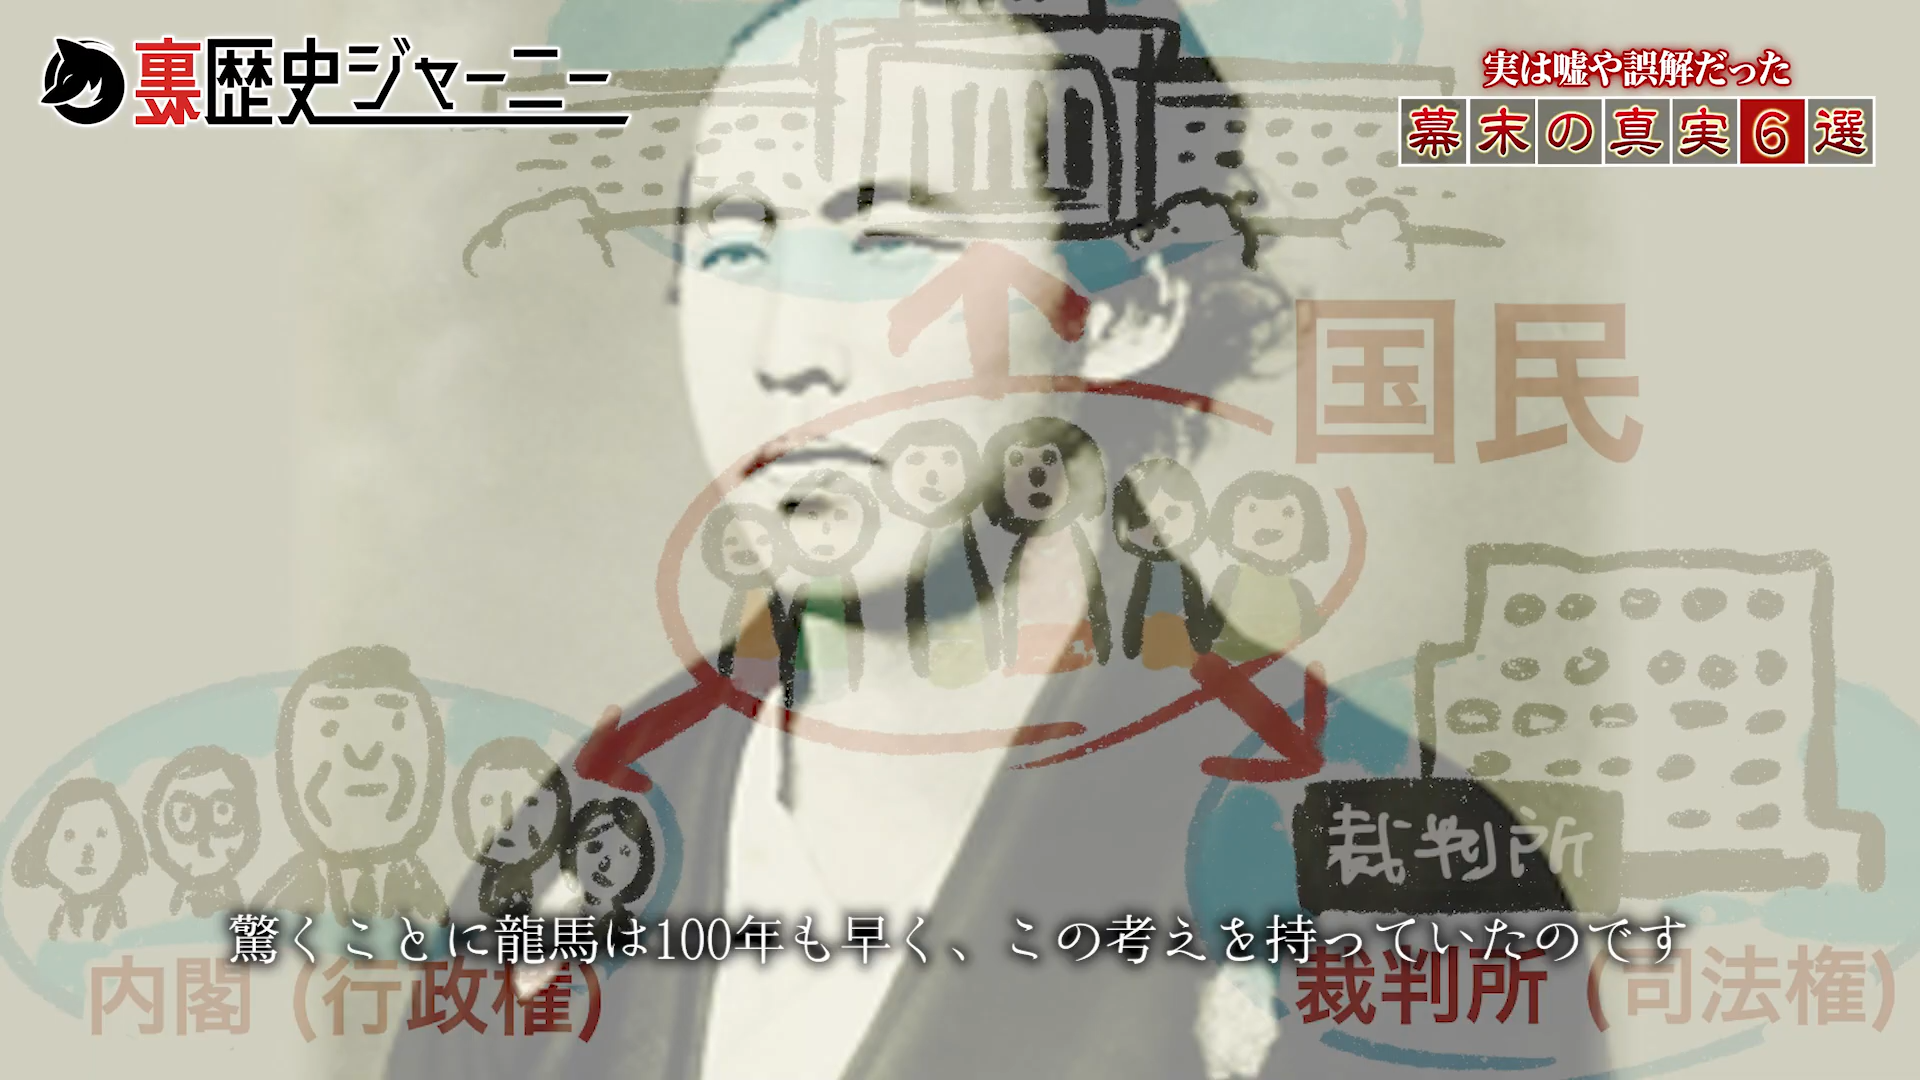 裏歴史ジャーニー
実は嘘や誤解だった
幕末の真実6選
国民
裁判所
驚くことに龍馬は100年も早く、この考えを持っていたのです
内閣 (行政権)
裁判所 (司法権)